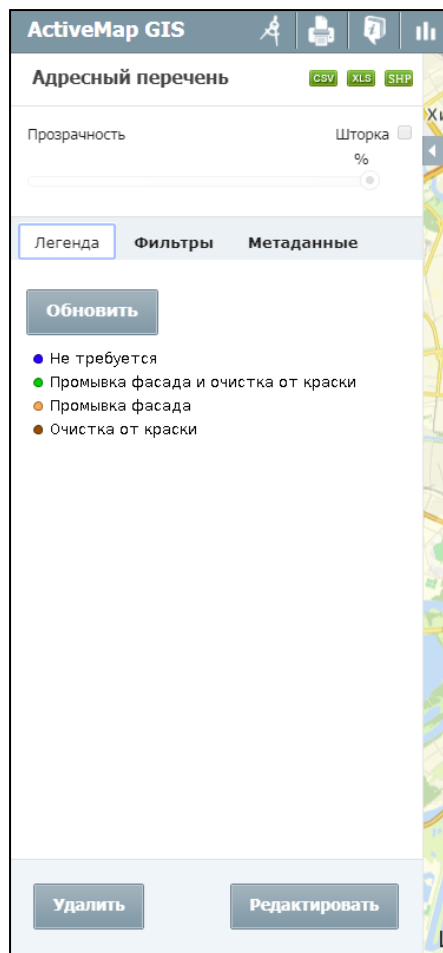 ActiveMap GIS
Адресный перечень CSV XLS SHP
Прозрачность Шторка
%
Легенда Фильтры Метаданные
Обновить
Не требуется
Промывка фасада и очистка от краски
Промывка фасада
Очистка от краски
Удалить Редактировать